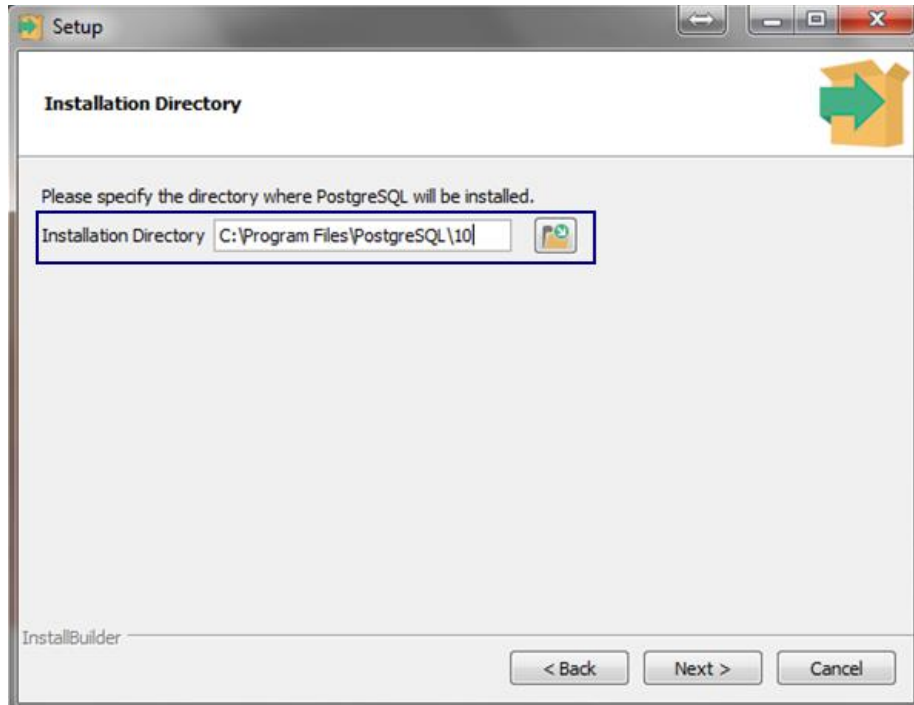 Setup
Installation Directory
Please specify the directory where PostgreSQL will be installed.
Installation Directory C:\Program Files\PostgreSQL\10
InstallBuilder
< Back Next > Cancel